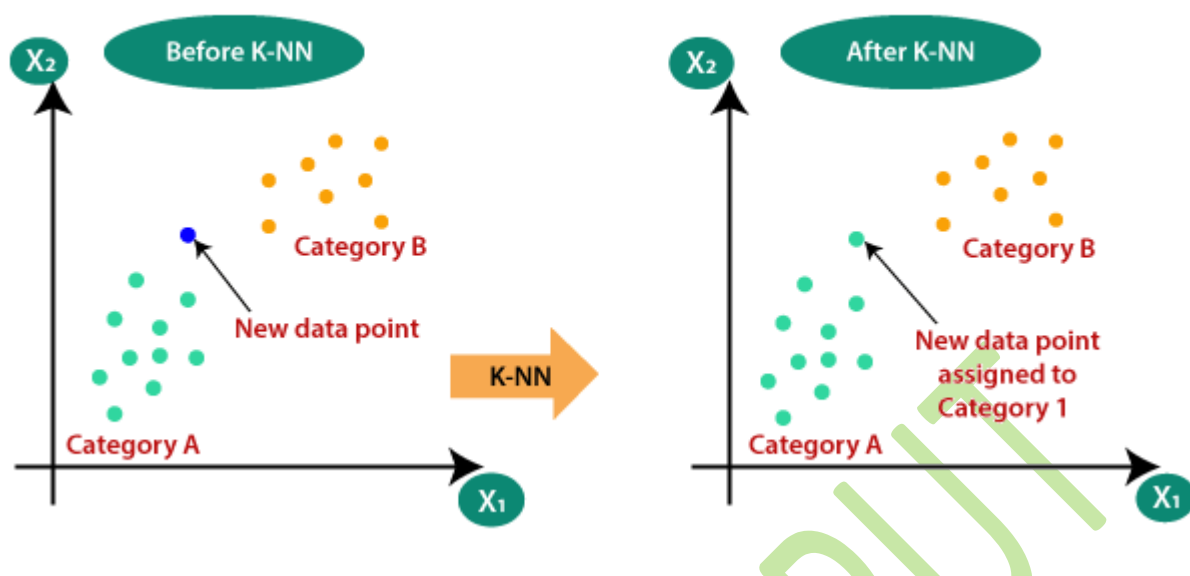 Before K-NN
X₂
Category B
New data point
Category A
X₁
K-NN
After K-NN
X₂
Category B
New data point
assigned to
Category 1
Category A
X₁